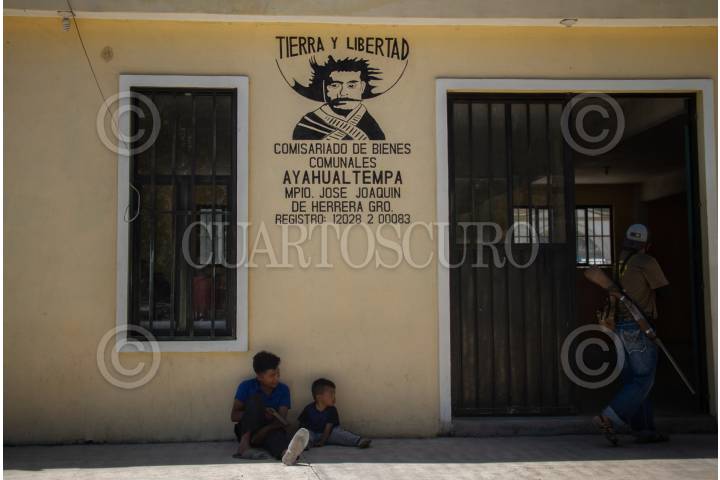 TIERRA Y LIBERTAD
COMISARIADO DE BIENES
COMUNALES
AYAHUALTEMPA
MPIO. JOSE JOAQUIN
DE HERRERA GRO.
REGISTRO: 12028 2 00083
© © © ©
CUARTOSCURO